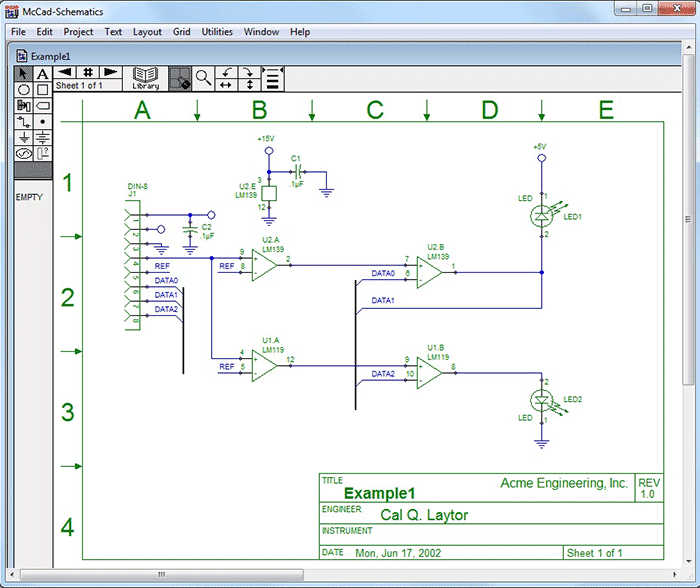 McCad-Schematics
File Edit Project Text Layout Grid Utilities Window Help
Example1
A
Sheet 1 of 1
Library
EMPTY
A B C D E
1
2
3
4
+15V
C1
.1µF
3
U2.E
LM139
12
+5V
LED
1
LED1
2
DIN-8
J1
1
2
3
4
5
6
7
8
C2
.1µF
REF
DATA0
DATA1
DATA2
U2.A
LM139
9
+
2
REF
8
-
U2.B
LM139
7
+
1
DATA0
6
-
DATA1
U1.A
LM119
4
+
12
REF
5
-
U1.B
LM119
9
+
8
DATA2
10
-
2
LED2
LED
1
TITLE
Example1
Acme Engineering, Inc.
REV
1.0
ENGINEER
Cal Q. Laytor
INSTRUMENT
DATE Mon, Jun 17, 2002
Sheet 1 of 1